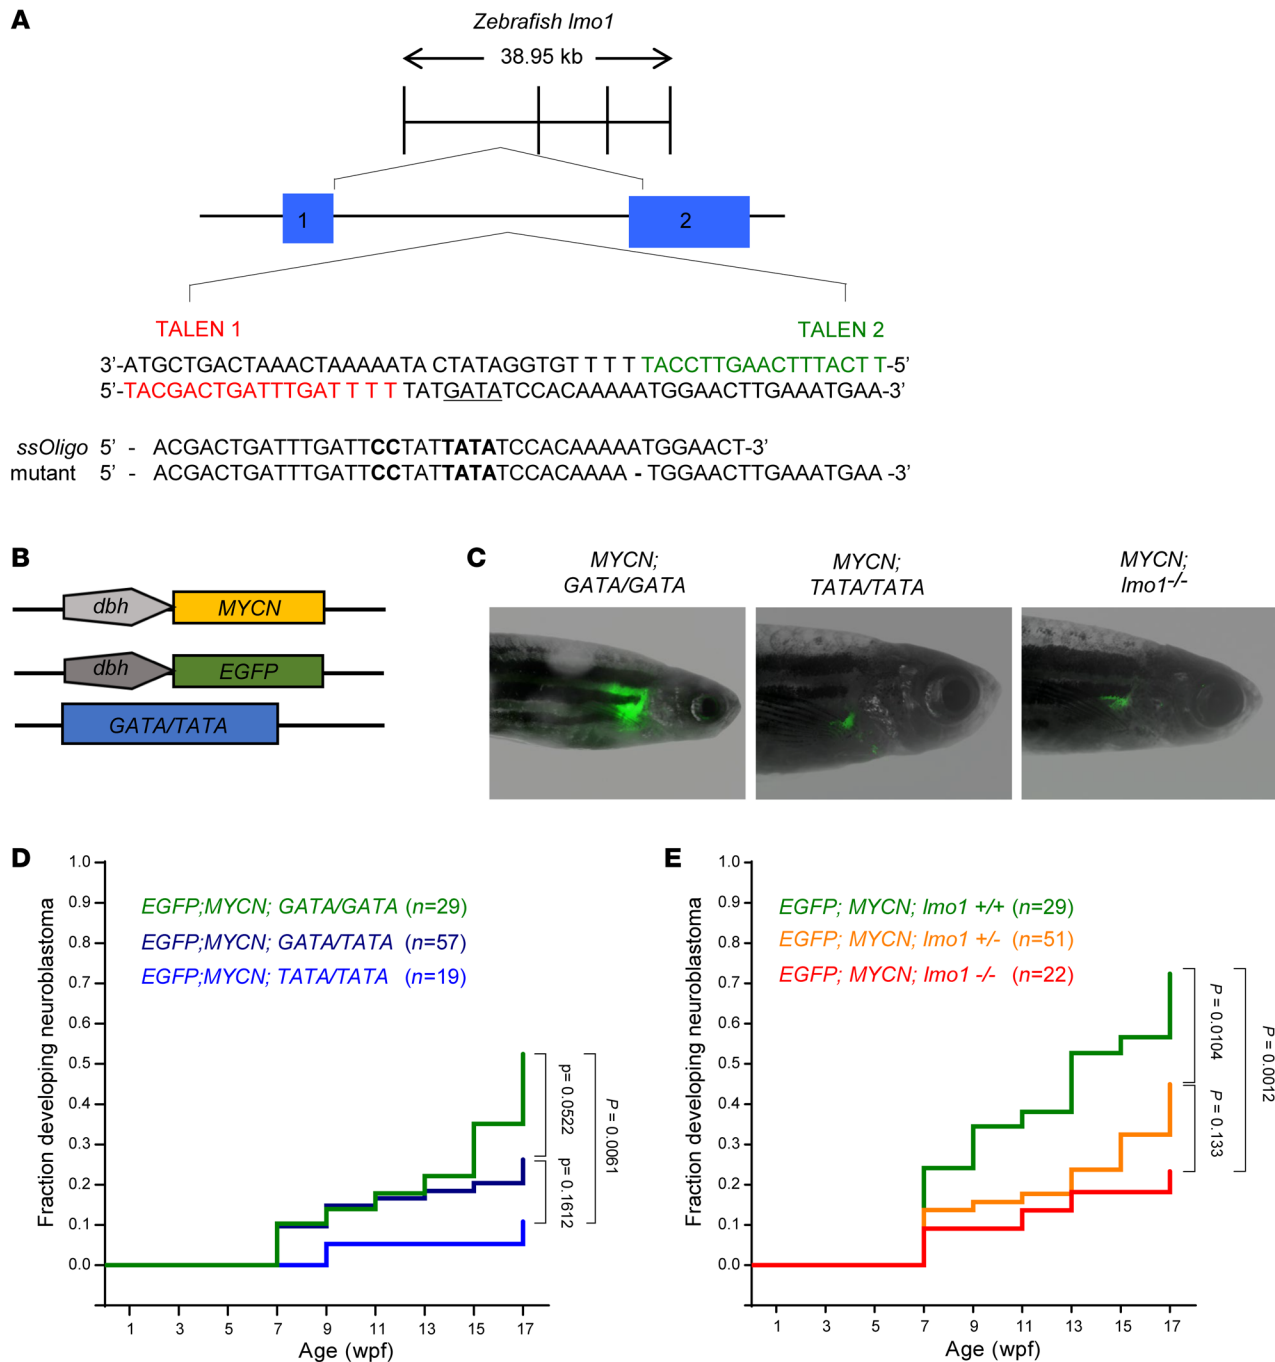 A
Zebrafish lmo1
38.95 kb
1
2
TALEN 1
TALEN 2
3’-ATGCTGACTAAACTAAAAATACTATAGGTGTTTTTACCTTGAACTTTACTT-5’
5’-TACGACTGATTTGATTTTTATGATATCCACAAAAATGGAACTTGAAATGAA-3’
ssOligo 5’ - ACGACTGATTTGATTCCTATTATATCCACAAAAATGGAACT-3’
mutant 5’ - ACGACTGATTTGATTCCTATTATATCCACAAAA - TGGAACTTGAAATGAA -3’
B
dbh
MYCN
dbh
EGFP
GATA/TATA
C
MYCN;
GATA/GATA
MYCN;
TATA/TATA
MYCN;
lmo1-/-
D
Fraction developing neuroblastoma
1.0
0.9
0.8
0.7
0.6
0.5
0.4
0.3
0.2
0.1
0.0
EGFP;MYCN; GATA/GATA (n=29)
EGFP;MYCN; GATA/TATA (n=57)
EGFP;MYCN; TATA/TATA (n=19)
p= 0.0522
p= 0.1612
P = 0.0061
1 3 5 7 9 11 13 15 17
Age (wpf)
E
Fraction developing neuroblastoma
1.0
0.9
0.8
0.7
0.6
0.5
0.4
0.3
0.2
0.1
0.0
EGFP; MYCN; lmo1 +/+ (n=29)
EGFP; MYCN; lmo1 +/- (n=51)
EGFP; MYCN; lmo1 -/- (n=22)
P = 0.0104
P = 0.133
P = 0.0012
1 3 5 7 9 11 13 15 17
Age (wpf)